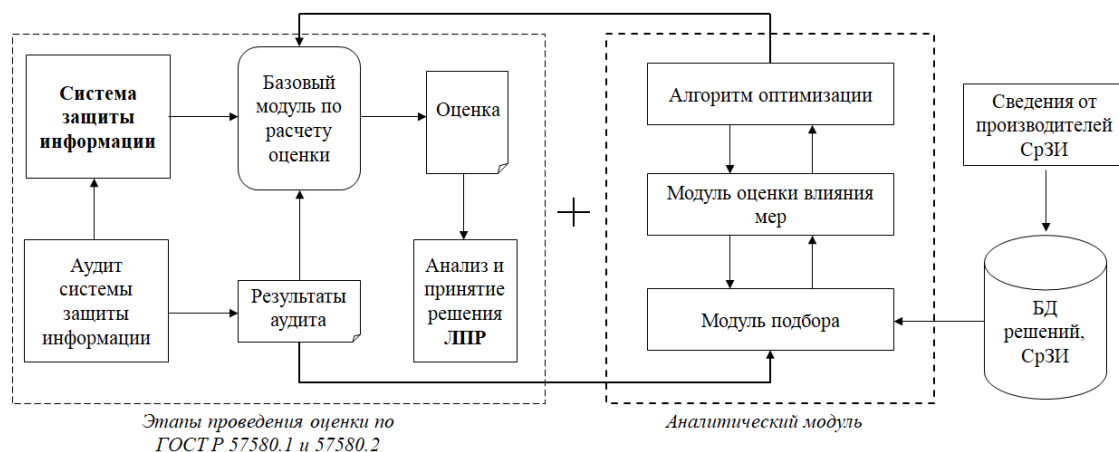 Система
защиты
информации
Базовый
модуль по
расчету
оценки
Оценка
Аудит
системы
защиты
информации
Результаты
аудита
Анализ и
принятие
решения
ЛПР
Этапы проведения оценки по
ГОСТ Р 57580.1 и 57580.2
+
Алгоритм оптимизации
Модуль оценки влияния
мер
Модуль подбора
Аналитический модуль
Сведения от
производителей
СрЗИ
БД
решений,
СрЗИ